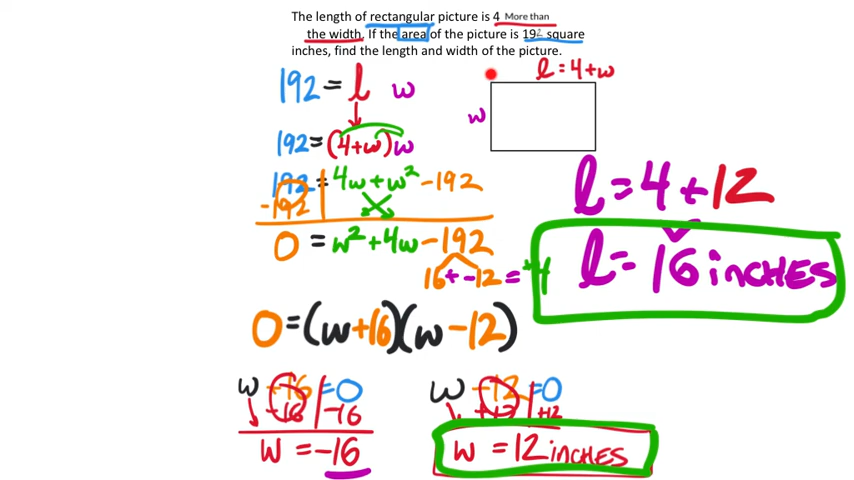 The length of rectangular picture is 4 More than
the width. If the area of the picture is 192 square
inches, find the length and width of the picture.
l = 4+w
192 = l w
w
192 = (4+w)w
192 = 4w + w² - 192
-192
0 = w² + 4w - 192
16 + -12 = +4
l = 4 + 12
l = 16 inches
0 = (w+16)(w-12)
w +16 = 0
-16 -16
w = -16
w -12 = 0
+12 +12
w = 12 inches